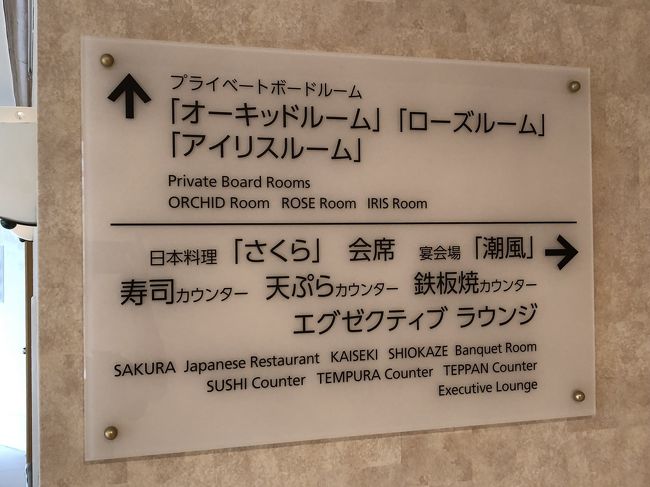 プライベートボードルーム
「オーキッドルーム」「ローズルーム」
「アイリスルーム」
Private Board Rooms
ORCHID Room ROSE Room IRIS Room
日本料理「さくら」 会席 宴会場「潮風」
寿司カウンター 天ぷらカウンター 鉄板焼カウンター
エグゼクティブ ラウンジ
SAKURA Japanese Restaurant KAISEKI SHIOKAZE Banquet Room
SUSHI Counter TEMPURA Counter TEPPAN Counter
Executive Lounge